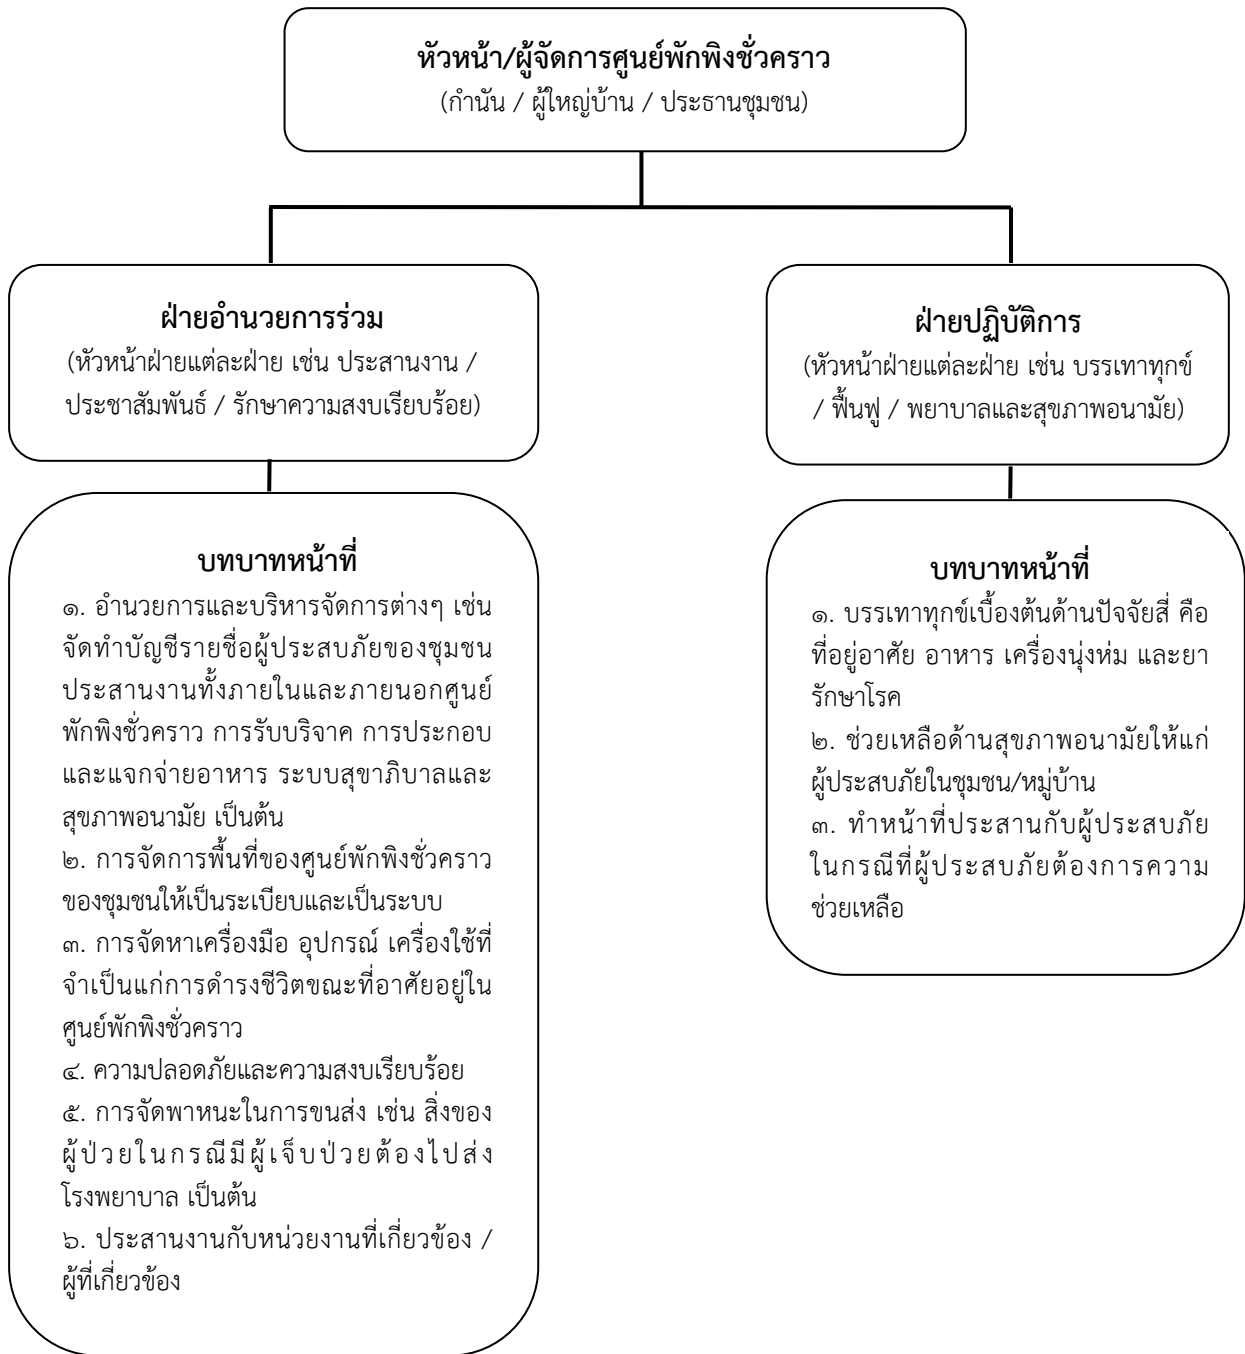 หัวหน้า/ผู้จัดการศูนย์พักพิงชั่วคราว
(กำนัน / ผู้ใหญ่บ้าน / ประธานชุมชน)
ฝ่ายอำนวยการร่วม
(หัวหน้าฝ่ายแต่ละฝ่าย เช่น ประสานงาน /
ประชาสัมพันธ์ / รักษาความสงบเรียบร้อย)
ฝ่ายปฏิบัติการ
(หัวหน้าฝ่ายแต่ละฝ่าย เช่น บรรเทาทุกข์
/ ฟื้นฟู / พยาบาลและสุขภาพอนามัย)
บทบาทหน้าที่
๑. อำนวยการและบริหารจัดการต่างๆ เช่น
จัดทำบัญชีรายชื่อผู้ประสบภัยของชุมชน
ประสานงานทั้งภายในและภายนอกศูนย์
พักพิงชั่วคราว การรับบริจาค การประกอบ
และแจกจ่ายอาหาร ระบบสุขาภิบาลและ
สุขภาพอนามัย เป็นต้น
๒. การจัดการพื้นที่ของศูนย์พักพิงชั่วคราว
ของชุมชนให้เป็นระเบียบและเป็นระบบ
๓. การจัดหาเครื่องมือ อุปกรณ์ เครื่องใช้ที่
จำเป็นแก่การดำรงชีวิตขณะที่อาศัยอยู่ใน
ศูนย์พักพิงชั่วคราว
๔. ความปลอดภัยและความสงบเรียบร้อย
๕. การจัดพาหนะในการขนส่ง เช่น สิ่งของ
ผู้ป่วยในกรณีมีผู้เจ็บป่วยต้องไปส่ง
โรงพยาบาล เป็นต้น
๖. ประสานงานกับหน่วยงานที่เกี่ยวข้อง /
ผู้ที่เกี่ยวข้อง
บทบาทหน้าที่
๑. บรรเทาทุกข์เบื้องต้นด้านปัจจัยสี่ คือ
ที่อยู่อาศัย อาหาร เครื่องนุ่งห่ม และยา
รักษาโรค
๒. ช่วยเหลือด้านสุขภาพอนามัยให้แก่
ผู้ประสบภัยในชุมชน/หมู่บ้าน
๓. ทำหน้าที่ประสานกับผู้ประสบภัย
ในกรณีที่ผู้ประสบภัยต้องการความ
ช่วยเหลือ